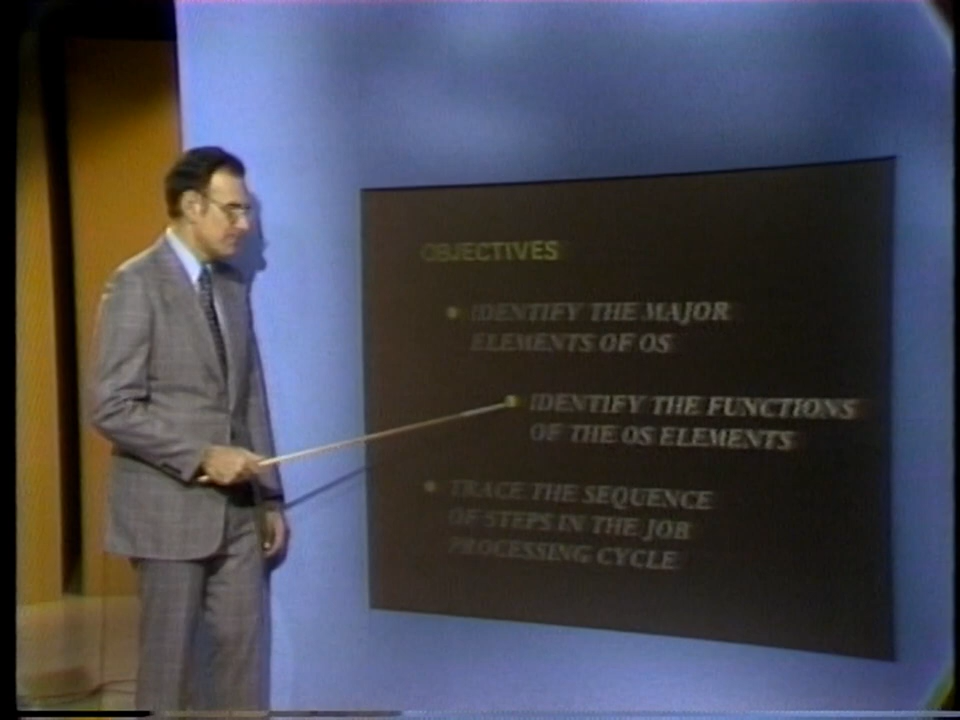 OBJECTIVES
IDENTIFY THE MAJOR
ELEMENTS OF OS
IDENTIFY THE FUNCTIONS
OF THE OS ELEMENTS
TRACE THE SEQUENCE
OF STEPS IN THE JOB
PROCESSING CYCLE